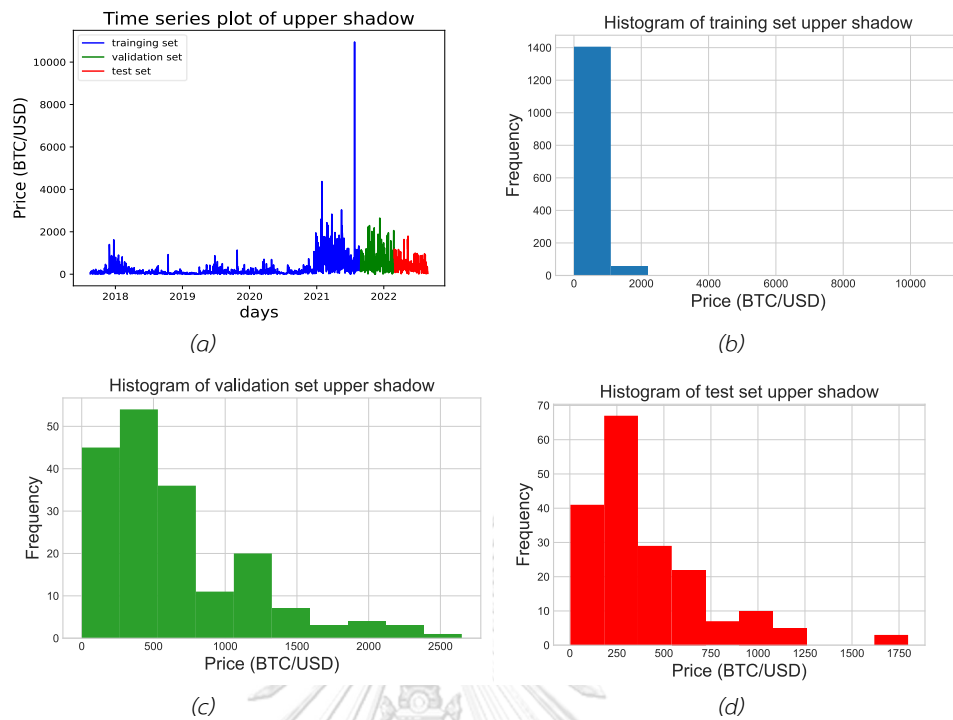 Time series plot of upper shadow
trainging set
validation set
test set
Price (BTC/USD)
10000
8000
6000
4000
2000
0
2018 2019 2020 2021 2022
days
(a)
Histogram of training set upper shadow
Frequency
1400
1200
1000
800
600
400
200
0
0 2000 4000 6000 8000 10000
Price (BTC/USD)
(b)
Histogram of validation set upper shadow
Frequency
50
40
30
20
10
0
0 500 1000 1500 2000 2500
Price (BTC/USD)
(c)
Histogram of test set upper shadow
Frequency
70
60
50
40
30
20
10
0
0 250 500 750 1000 1250 1500 1750
Price (BTC/USD)
(d)